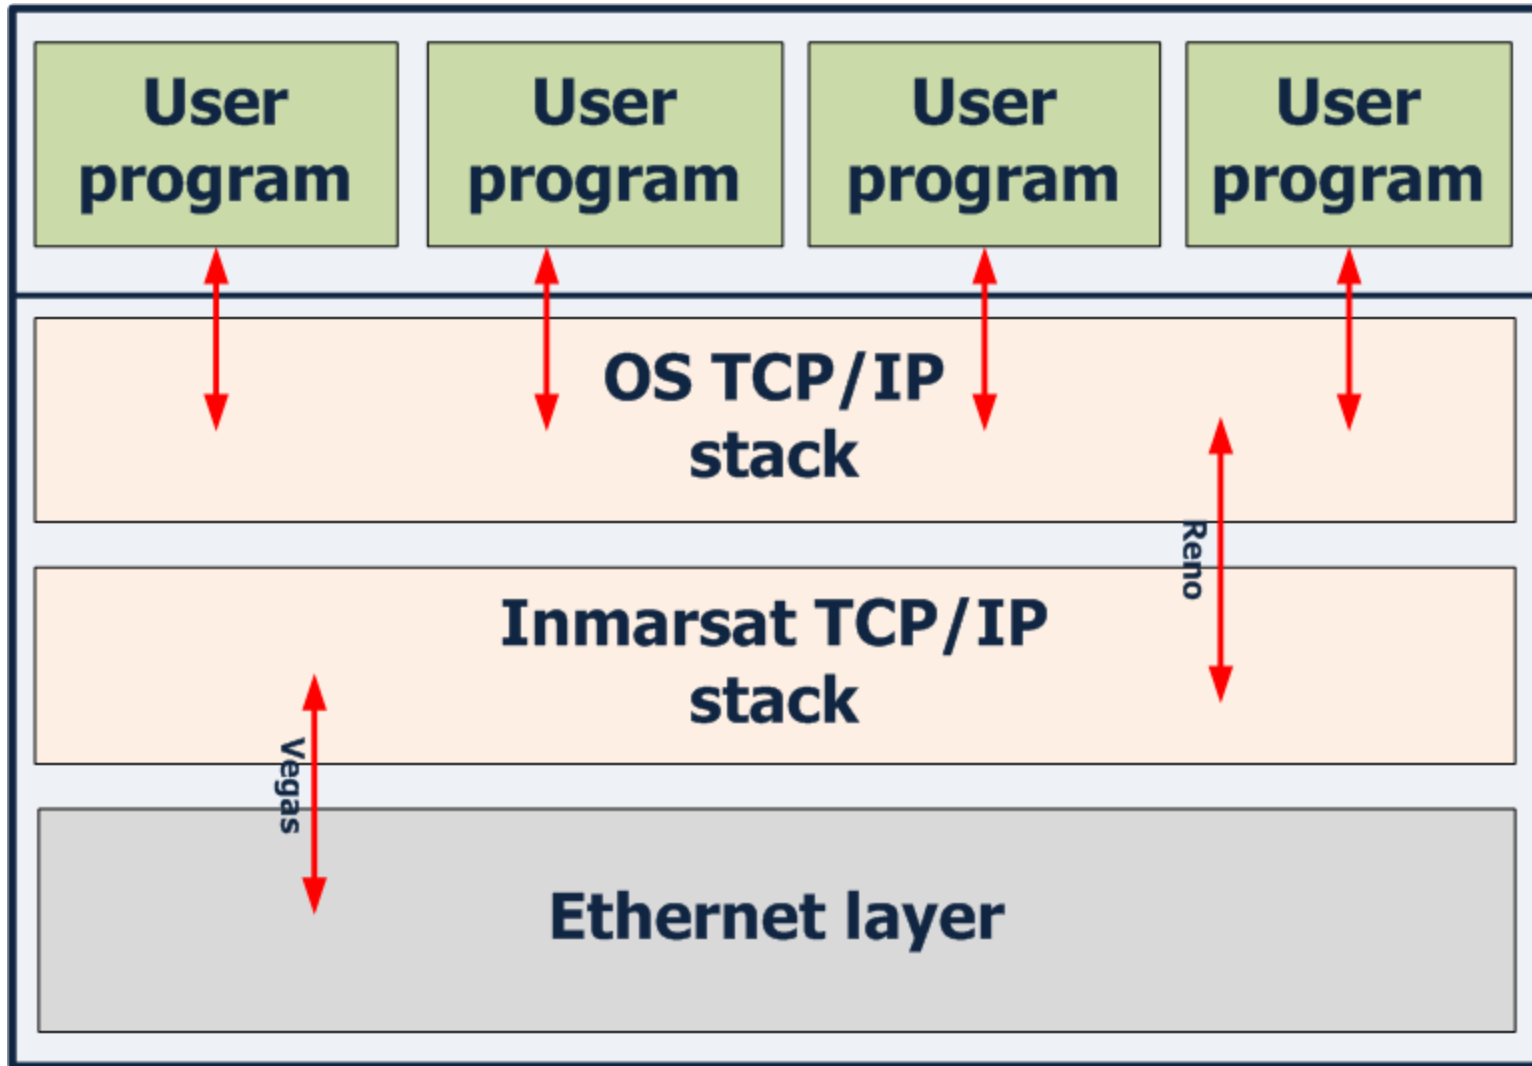 User
program
User
program
User
program
User
program
OS TCP/IP
stack
Reno
Inmarsat TCP/IP
stack
Vegas
Ethernet layer